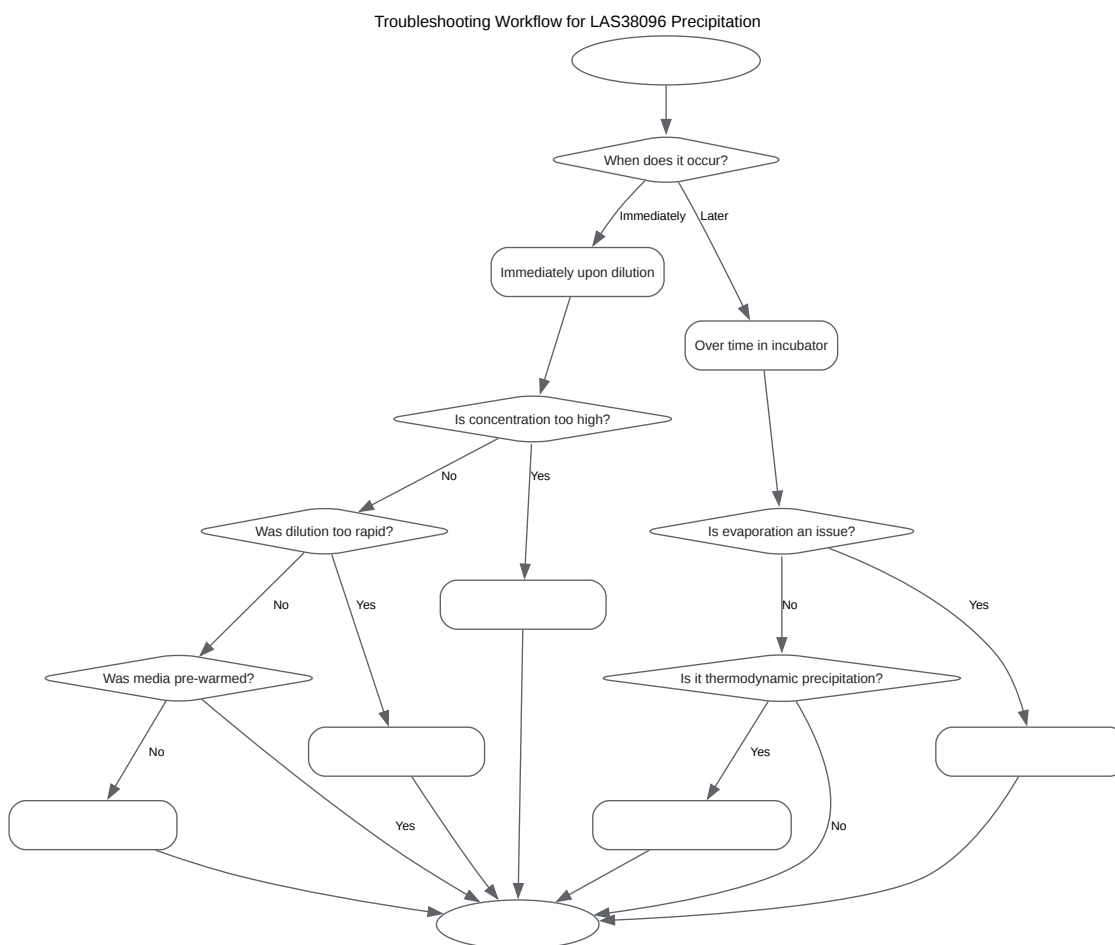 Troubleshooting Workflow for LAS38096 Precipitation
When does it occur?
Immediately
Later
Immediately upon dilution
Over time in incubator
Is concentration too high?
No
Yes
Was dilution too rapid?
Is evaporation an issue?
No
Yes
No
Yes
Was media pre-warmed?
Is it thermodynamic precipitation?
No
Yes
Yes
No